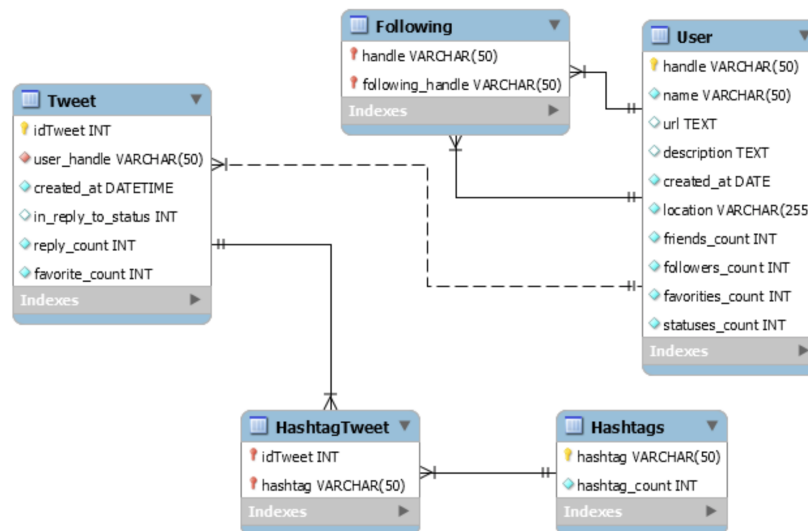 Following
handle VARCHAR(50)
following_handle VARCHAR(50)
Indexes
User
handle VARCHAR(50)
name VARCHAR(50)
url TEXT
description TEXT
created_at DATE
location VARCHAR(255
friends_count INT
followers_count INT
favorities_count INT
statuses_count INT
Indexes
Tweet
idTweet INT
user_handle VARCHAR(50)
created_at DATETIME
in_reply_to_status INT
reply_count INT
favorite_count INT
Indexes
HashtagTweet
idTweet INT
hashtag VARCHAR(50)
Indexes
Hashtags
hashtag VARCHAR(50)
hashtag_count INT
Indexes